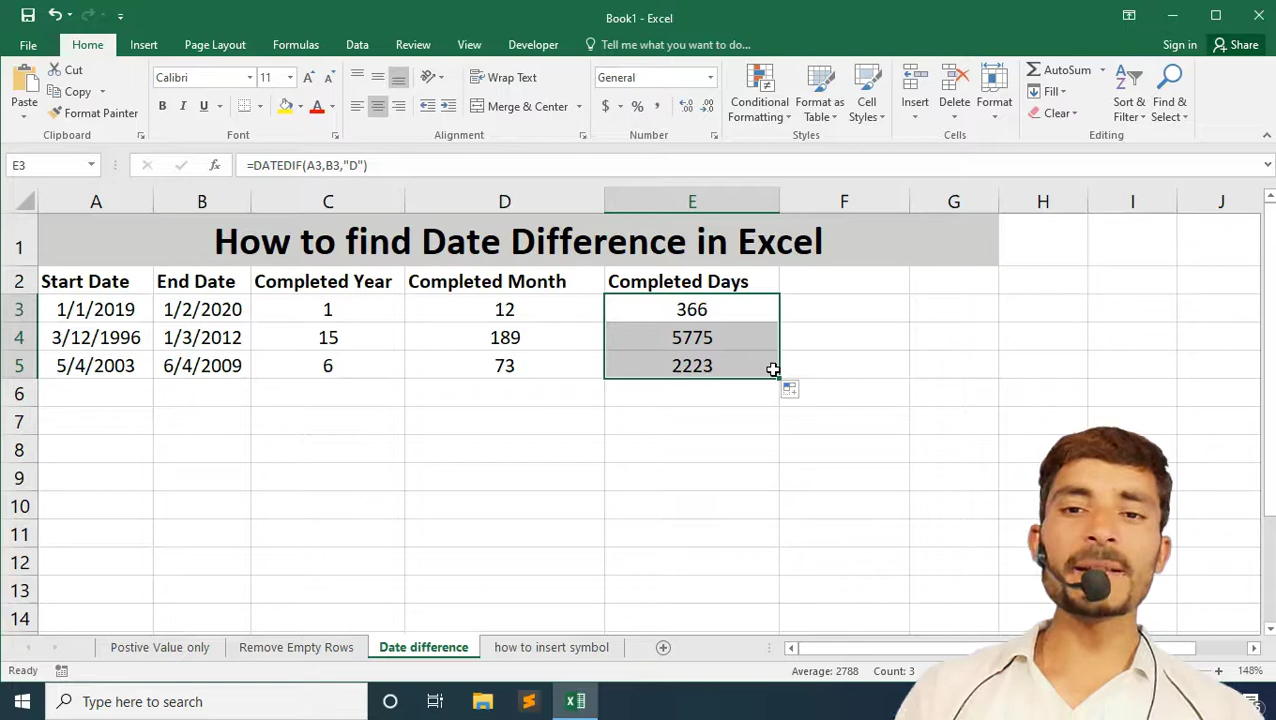 Book1 - Excel
File Home Insert Page Layout Formulas Data Review View Developer Tell me what you want to do... Sign in Share
Paste Cut Copy Format Painter
Clipboard
Calibri 11
B I U A
Font
Wrap Text
Merge & Center
Alignment
General
$ % ,
Number
Conditional Formatting Format as Table Cell Styles
Styles
Insert Delete Format
Cells
AutoSum
Fill
Clear
Sort & Filter Find & Select
Editing
E3 fx =DATEDIF(A3,B3,"D")
A B C D E F G H I J
1 How to find Date Difference in Excel
2 Start Date End Date Completed Year Completed Month Completed Days
3 1/1/2019 1/2/2020 1 12 366
4 3/12/1996 1/3/2012 15 189 5775
5 5/4/2003 6/4/2009 6 73 2223
6
7
8
9
10
11
12
13
14
Postive Value only Remove Empty Rows Date difference how to insert symbol
Ready Average: 2788 Count: 3 148%
Type here to search